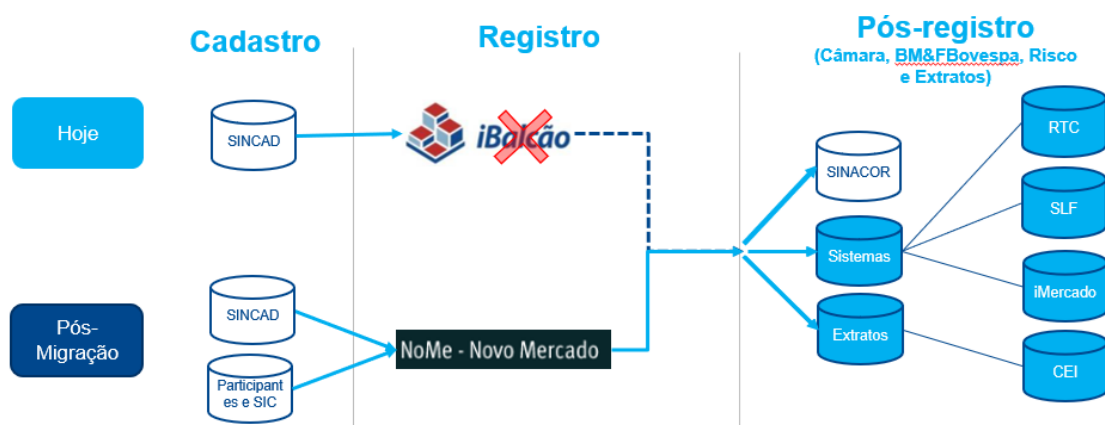 Cadastro
Registro
Pós-registro
(Câmara, BM&FBovespa, Risco
e Extratos)
Hoje
SINCAD
iBalcão
SINACOR
Sistemas
Extratos
RTC
SLF
iMercado
CEI
Pós-
Migração
SINCAD
Participant
es e SIC
NoMe - Novo Mercado